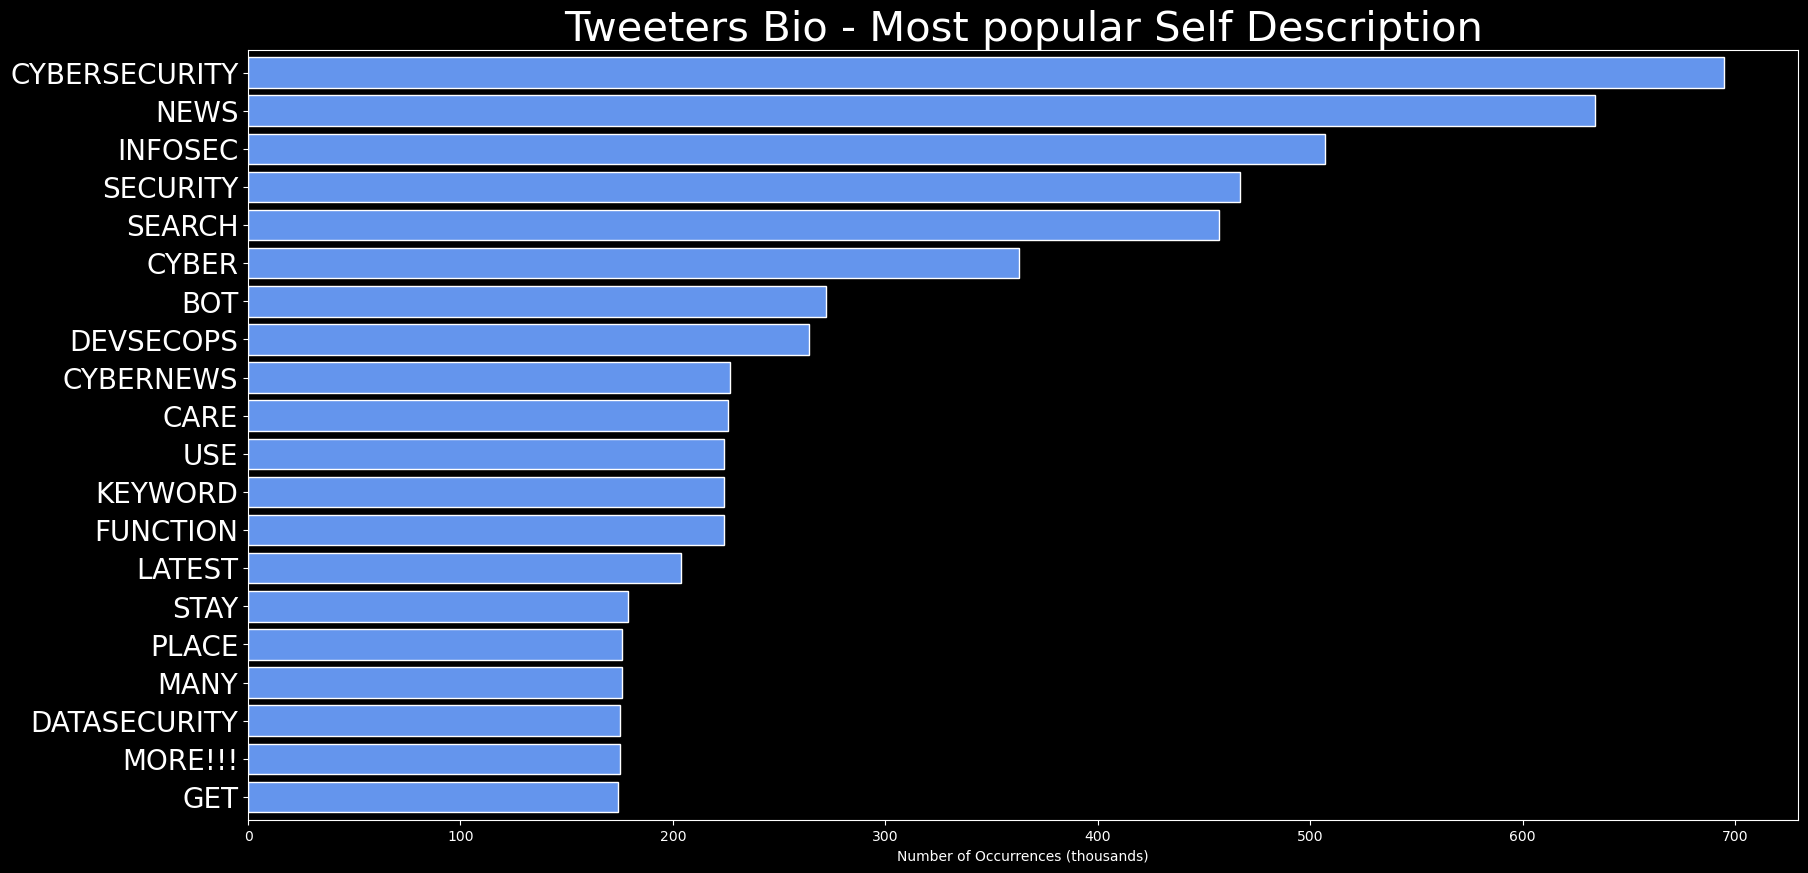 Tweeters Bio - Most popular Self Description
CYBERSECURITY
NEWS
INFOSEC
SECURITY
SEARCH
CYBER
BOT
DEVSECOPS
CYBERNEWS
CARE
USE
KEYWORD
FUNCTION
LATEST
STAY
PLACE
MANY
DATASECURITY
MORE!!!
GET
0 100 200 300 400 500 600 700
Number of Occurrences (thousands)